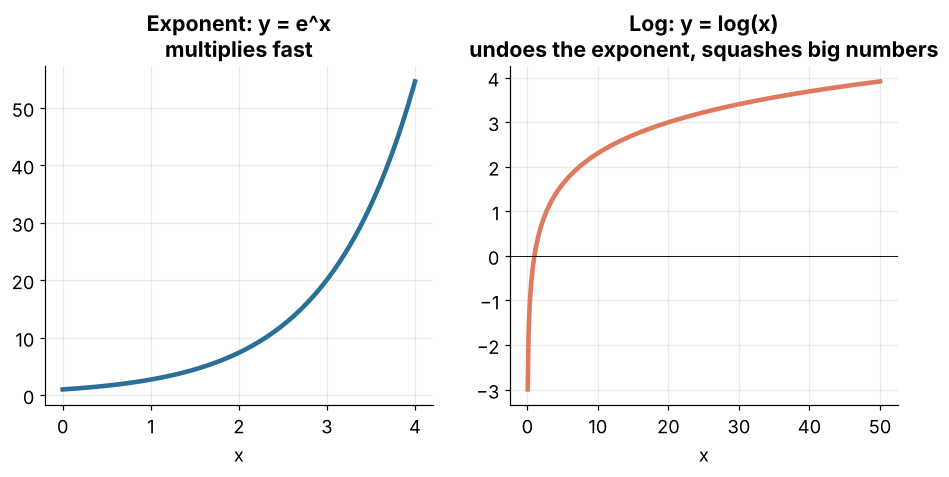 Exponent: y = e^x
multiplies fast
50
40
30
20
10
0
0 1 2 3 4
x
Log: y = log(x)
undoes the exponent, squashes big numbers
4
3
2
1
0
−1
−2
−3
0 10 20 30 40 50
x